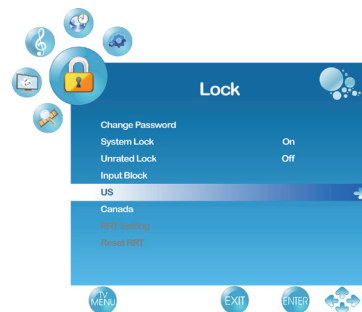 Lock
Change Password
System Lock On
Unrated Lock Off
Input Block
US
Canada
RRT Setting
Reset RRT
TV
MENU
EXIT
ENTER